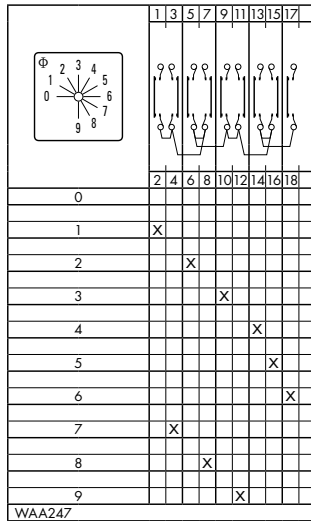 1 3 5 7 9 11 13 15 17
Φ
0 1 2 3 4 5 6 7 8 9
2 4 6 8 10 12 14 16 18
0
1 X
2 X
3 X
4 X
5 X
6 X
7 X
8 X
9 X
WAA247